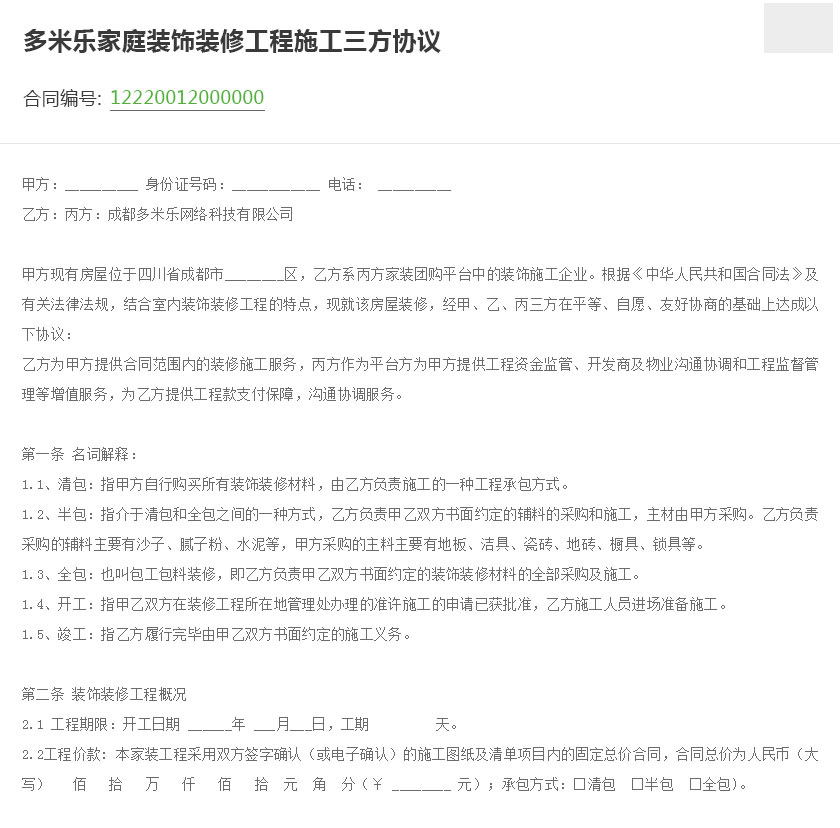 多米乐家庭装饰装修工程施工三方协议
合同编号: 12220012000000
甲方：__________ 身份证号码：____________ 电话： __________
乙方：丙方：成都多米乐网络科技有限公司
甲方现有房屋位于四川省成都市________区，乙方系丙方家装团购平台中的装饰施工企业。根据《中华人民共和国合同法》及
有关法律法规，结合室内装饰装修工程的特点，现就该房屋装修，经甲、乙、丙三方在平等、自愿、友好协商的基础上达成以
下协议：
乙方为甲方提供合同范围内的装修施工服务，丙方作为平台方为甲方提供工程资金监管、开发商及物业沟通协调和工程监督管
理等增值服务，为乙方提供工程款支付保障，沟通协调服务。
第一条 名词解释：
1.1、清包：指甲方自行购买所有装饰装修材料，由乙方负责施工的一种工程承包方式。
1.2、半包：指介于清包和全包之间的一种方式，乙方负责甲乙双方书面约定的辅料的采购和施工，主材由甲方采购。乙方负责
采购的辅料主要有沙子、腻子粉、水泥等，甲方采购的主料主要有地板、洁具、瓷砖、地砖、橱具、锁具等。
1.3、全包：也叫包工包料装修，即乙方负责甲乙双方书面约定的装饰装修材料的全部采购及施工。
1.4、开工：指甲乙双方在装修工程所在地管理处办理的准许施工的申请已获批准，乙方施工人员进场准备施工。
1.5、竣工：指乙方履行完毕由甲乙双方书面约定的施工义务。
第二条 装饰装修工程概况
2.1 工程期限：开工日期 ______年 ___月___日，工期 天。
2.2工程价款：本家装工程采用双方签字确认（或电子确认）的施工图纸及清单项目内的固定总价合同，合同总价为人民币（大
写） 佰 拾 万 仟 佰 拾 元 角 分（￥ ________ 元）；承包方式：☐清包 ☐半包 ☐全包）。